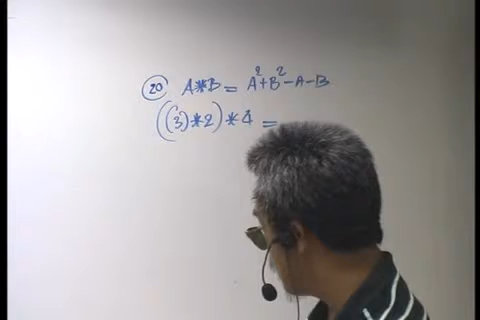 20 A*B = A²+B²-A-B
((3)*2)*4 =